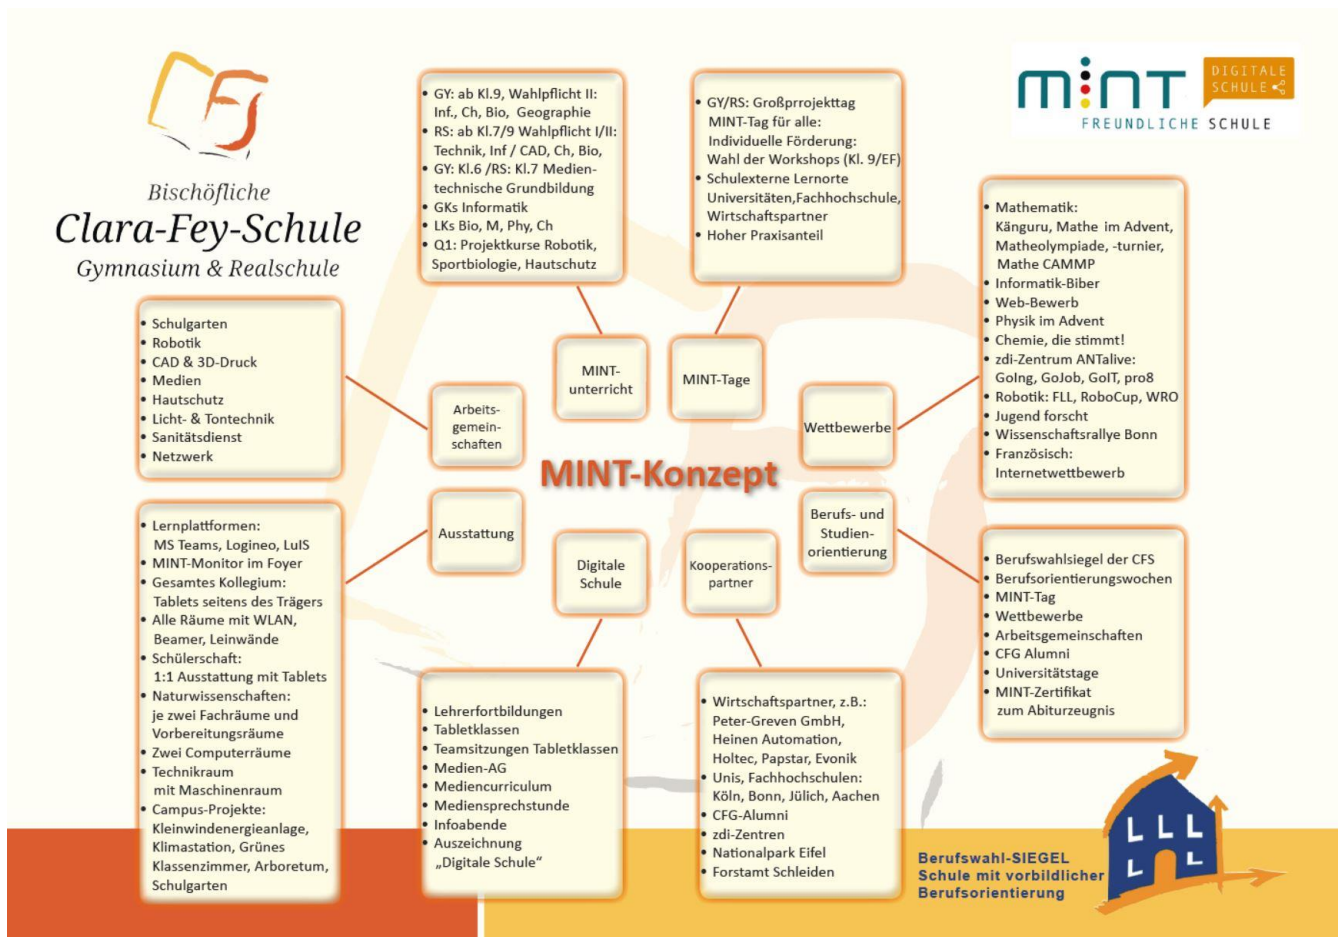 Bischöfliche
Clara-Fey-Schule
Gymnasium & Realschule
• GY: ab Kl.9, Wahlpflicht II:
Inf., Ch, Bio, Geographie
• RS: ab Kl.7/9 Wahlpflicht I/II:
Technik, Inf / CAD, Ch, Bio,
• GY: Kl.6 /RS: Kl.7 Medien-
technische Grundbildung
• GKs Informatik
• LKs Bio, M, Phy, Ch
• Q1: Projektkurse Robotik,
Sportbiologie, Hautschutz
• GY/RS: Großprrojekttag
MINT-Tag für alle:
Individuelle Förderung:
Wahl der Workshops (Kl. 9/EF)
• Schulexterne Lernorte
Universitäten,Fachhochschule,
Wirtschaftspartner
• Hoher Praxisanteil
MINT
FREUNDLICHE SCHULE
DIGITALE
SCHULE
• Mathematik:
Känguru, Mathe im Advent,
Matheolympiade, -turnier,
Mathe CAMMP
• Informatik-Biber
• Web-Bewerb
• Physik im Advent
• Chemie, die stimmt!
• zdi-Zentrum ANTalive:
GoIng, GoJob, GoIT, pro8
• Robotik: FLL, RoboCup, WRO
• Jugend forscht
• Wissenschaftsrallye Bonn
• Französisch:
Internetwettbewerb
• Schulgarten
• Robotik
• CAD & 3D-Druck
• Medien
• Hautschutz
• Licht- & Tontechnik
• Sanitätsdienst
• Netzwerk
Arbeits-
gemein-
schaften
MINT-
unterricht
MINT-Tage
Wettbewerbe
MINT-Konzept
Ausstattung
Digitale
Schule
Kooperations-
partner
Berufs- und
Studien-
orientierung
• Lernplattformen:
MS Teams, Logineo, LuIS
• MINT-Monitor im Foyer
• Gesamtes Kollegium:
Tablets seitens des Trägers
• Alle Räume mit WLAN,
Beamer, Leinwände
• Schülerschaft:
1:1 Ausstattung mit Tablets
• Naturwissenschaften:
je zwei Fachräume und
Vorbereitungsräume
• Zwei Computerräume
• Technikraum
mit Maschinenraum
• Campus-Projekte:
Kleinwindenergieanlage,
Klimastation, Grünes
Klassenzimmer, Arboretum,
Schulgarten
• Lehrerfortbildungen
• Tabletklassen
• Teamsitzungen Tabletklassen
• Medien-AG
• Mediencurriculum
• Mediensprechstunde
• Infoabende
• Auszeichnung
„Digitale Schule“
• Wirtschaftspartner, z.B.:
Peter-Greven GmbH,
Heinen Automation,
Holtec, Papstar, Evonik
• Unis, Fachhochschulen:
Köln, Bonn, Jülich, Aachen
• CFG-Alumni
• zdi-Zentren
• Nationalpark Eifel
• Forstamt Schleiden
• Berufswahlsiegel der CFS
• Berufsorientierungswochen
• MINT-Tag
• Wettbewerbe
• Arbeitsgemeinschaften
• CFG Alumni
• Universitätstage
• MINT-Zertifikat
zum Abiturzeugnis
Berufswahl-SIEGEL
Schule mit vorbildlicher
Berufsorientierung